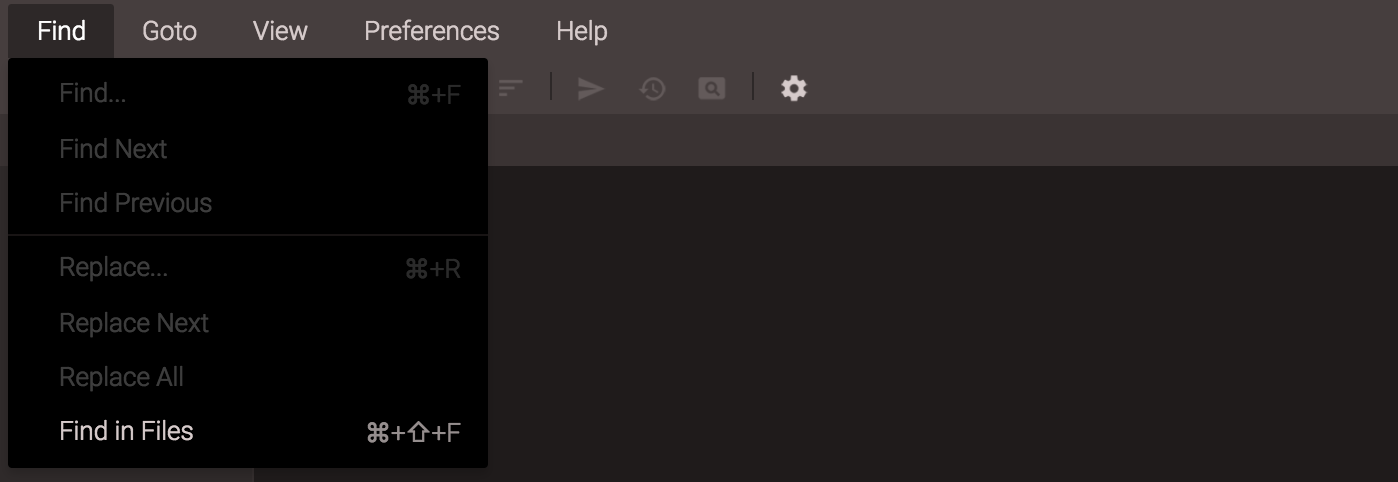 Find Goto View Preferences Help
Find... ⌘+F
Find Next
Find Previous
Replace... ⌘+R
Replace Next
Replace All
Find in Files ⌘+⇧+F